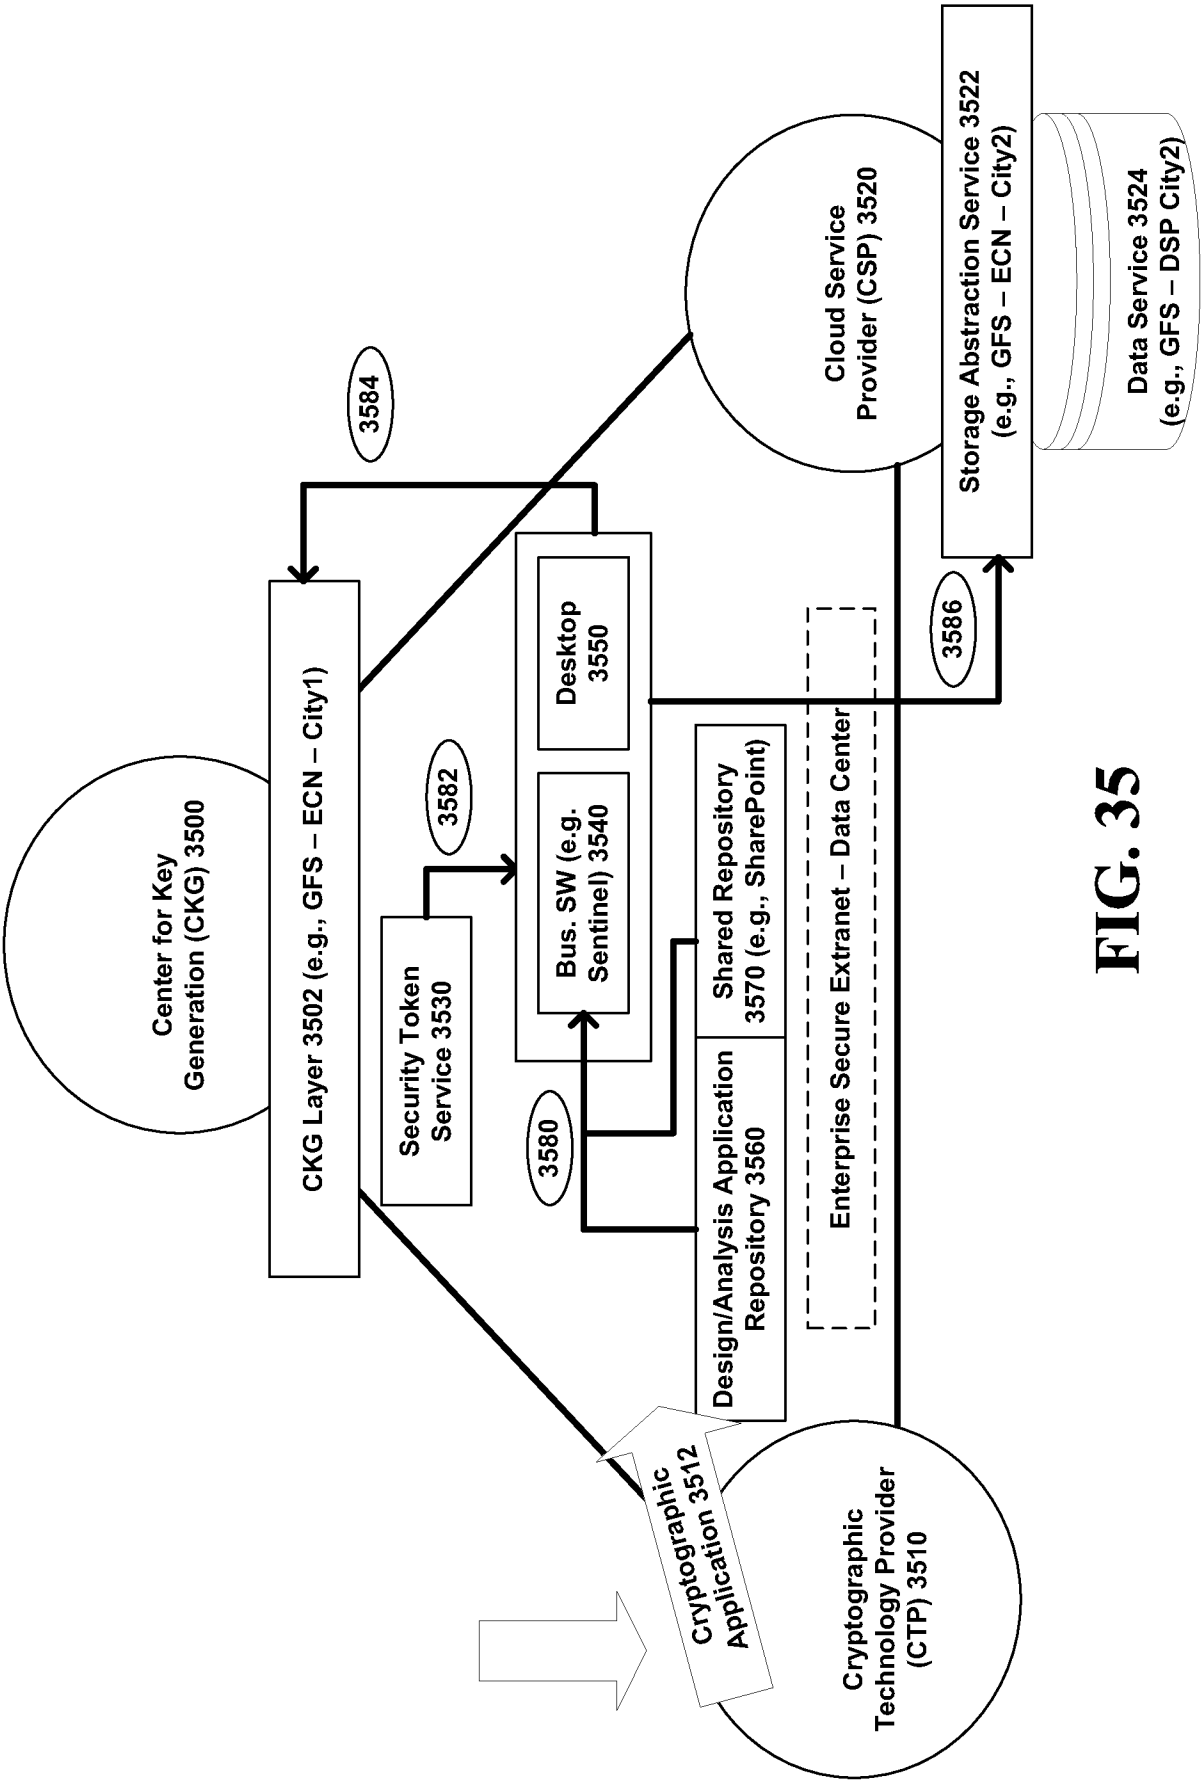 Center for Key
Generation (CKG) 3500
CKG Layer 3502 (e.g., GFS – ECN – City1)
3584
Security Token
Service 3530
3582
3580
Bus. SW (e.g.
Sentinel) 3540
Desktop
3550
Design/Analysis Application
Repository 3560
Shared Repository
3570 (e.g., SharePoint)
Enterprise Secure Extranet – Data Center
3586
Cryptographic
Application 3512
Cryptographic
Technology Provider
(CTP) 3510
Cloud Service
Provider (CSP) 3520
Storage Abstraction Service 3522
(e.g., GFS – ECN – City2)
Data Service 3524
(e.g., GFS – DSP City2)
FIG. 35